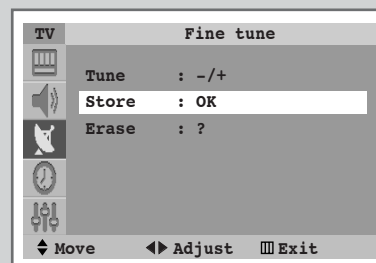 TV Fine tune
Tune : -/+
Store : OK
Erase : ?
Move Adjust Exit